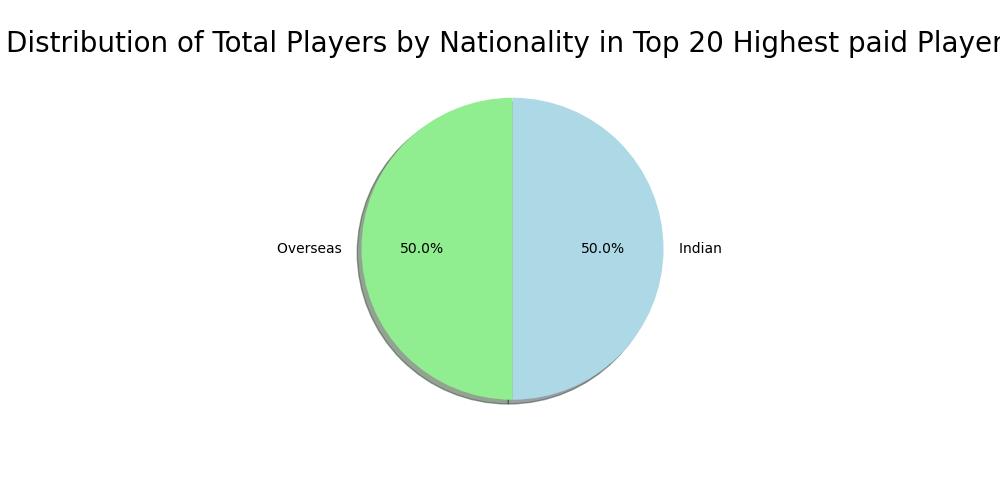 Distribution of Total Players by Nationality in Top 20 Highest paid Player
Overseas 50.0% 50.0% Indian